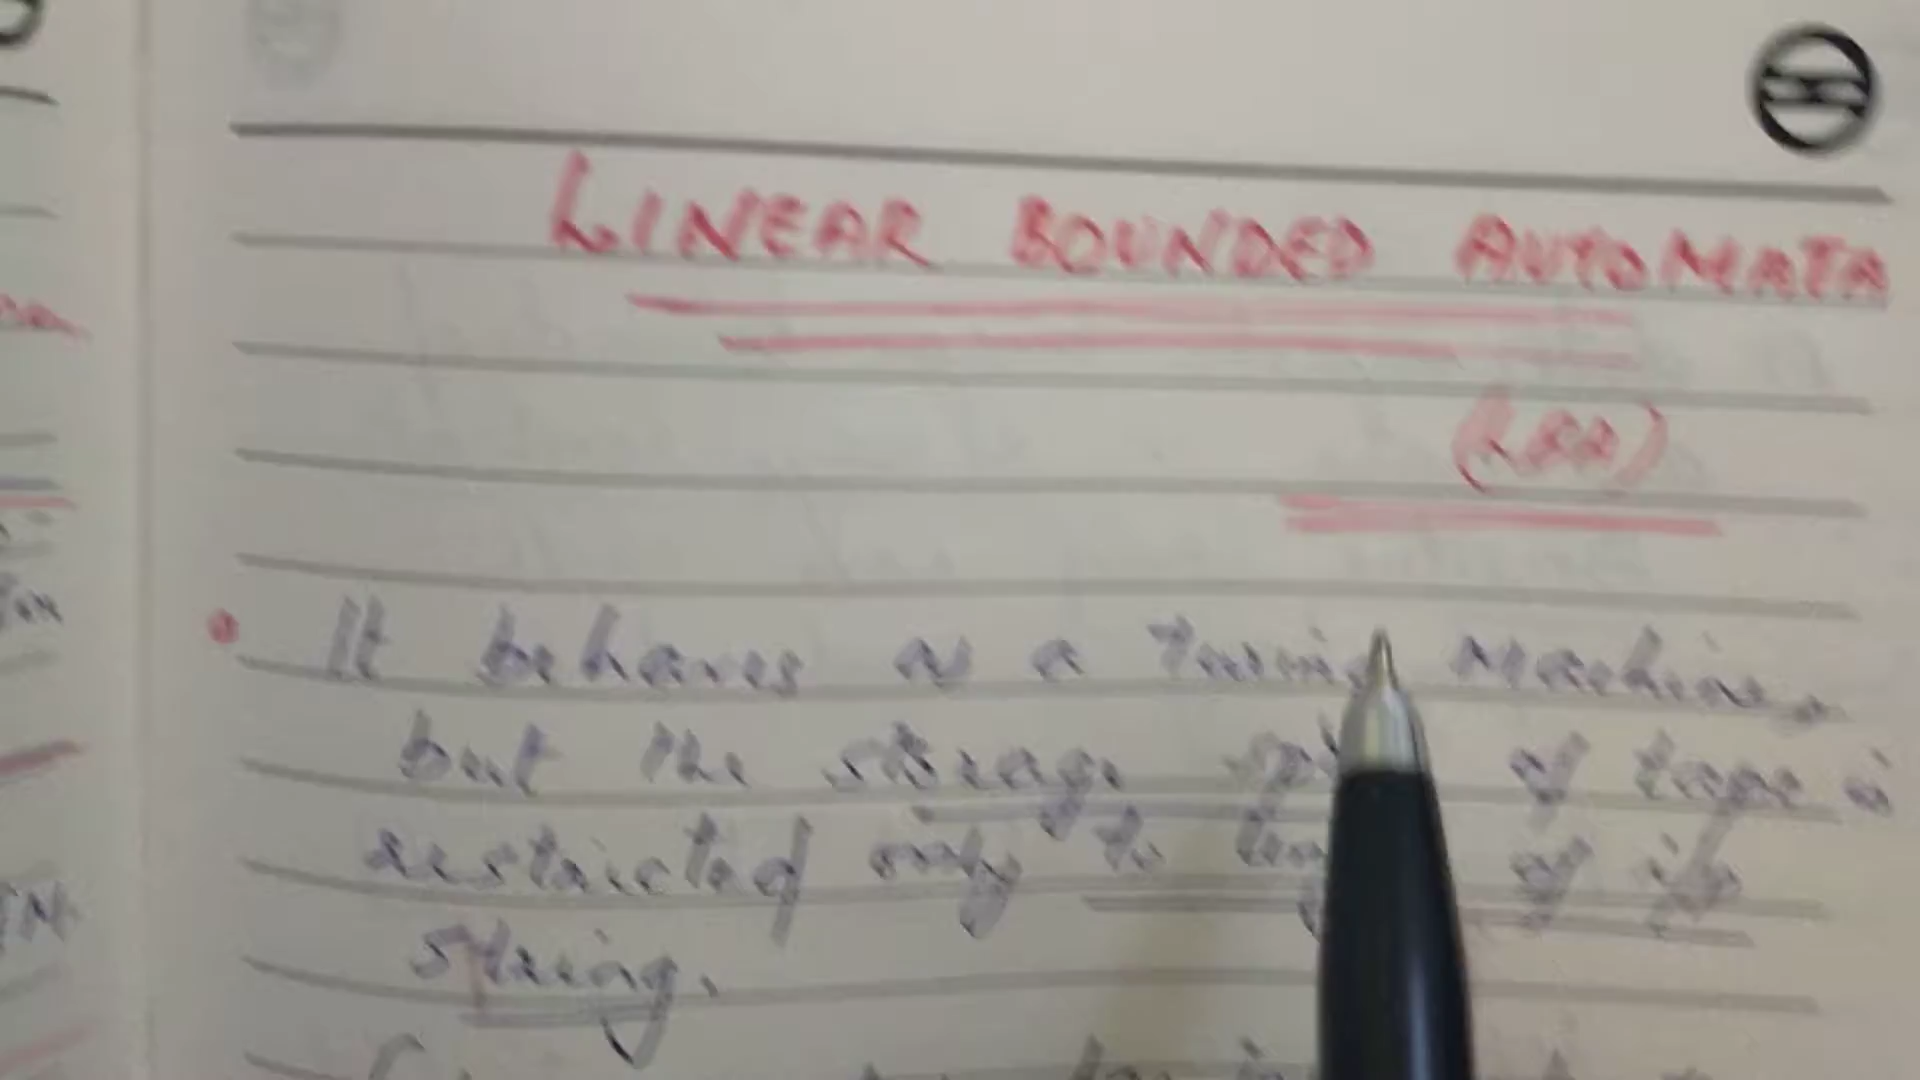 LINEAR BOUNDED AUTOMATA
(LBA)
It behaves as a turing Machine,
but the storage of tape is
restricted only to of i/p
string.